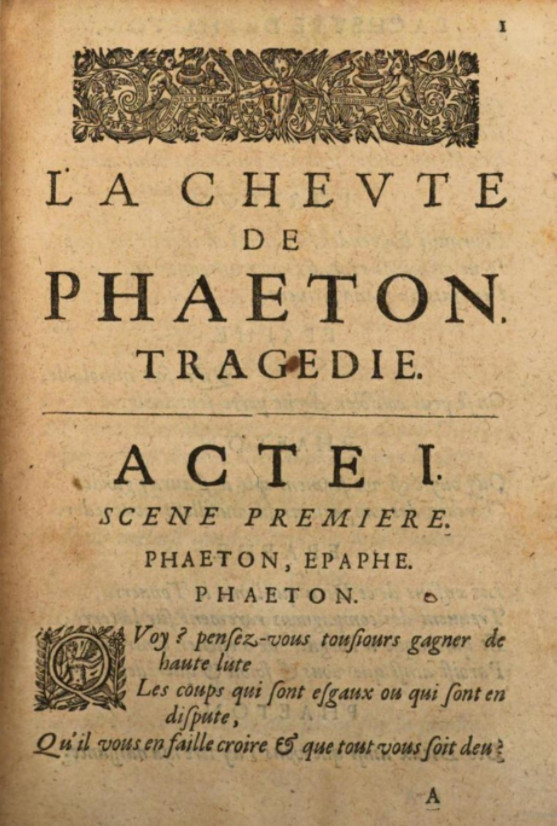 1
LA CHEVTE
DE
PHAETON.
TRAGEDIE.
ACTE I.
SCENE PREMIERE.
PHAETON, EPAPHE.
PHAETON.
QVoy ? penſez-vous touſiours gagner de
haute lute
Les coups qui ſont eſgaux ou qui ſont en
diſpute,
Qu'il vous en faille croire & que tout vous ſoit deu ?
A